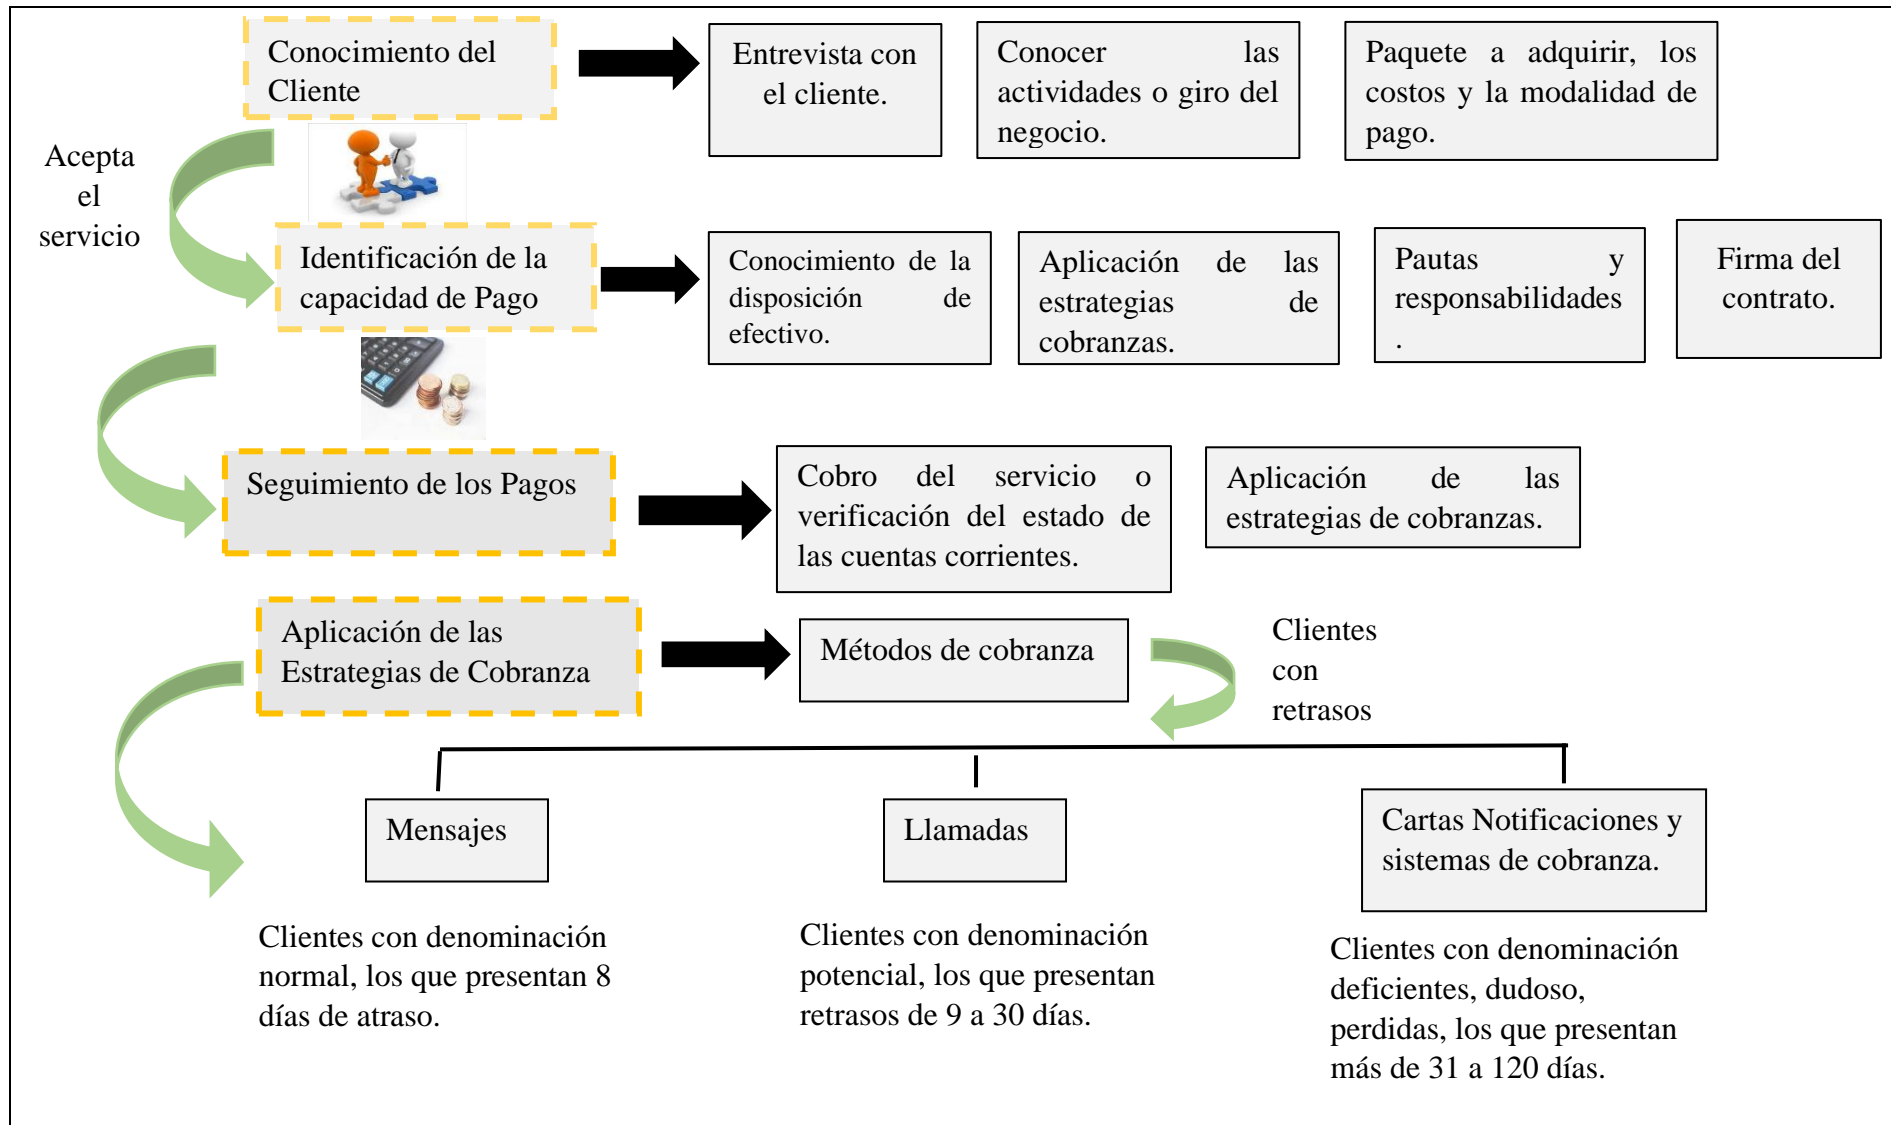 Conocimiento del
Cliente
Entrevista con
el cliente.
Conocer las
actividades o giro del
negocio.
Paquete a adquirir, los
costos y la modalidad de
pago.
Acepta
el
servicio
Identificación de la
capacidad de Pago
Conocimiento de la
disposición de
efectivo.
Aplicación de las
estrategias de
cobranzas.
Pautas y
responsabilidades
.
Firma del
contrato.
Seguimiento de los Pagos
Cobro del servicio o
verificación del estado de
las cuentas corrientes.
Aplicación de las
estrategias de cobranzas.
Aplicación de las
Estrategias de Cobranza
Métodos de cobranza
Clientes
con
retrasos
Mensajes
Llamadas
Cartas Notificaciones y
sistemas de cobranza.
Clientes con denominación
normal, los que presentan 8
días de atraso.
Clientes con denominación
potencial, los que presentan
retrasos de 9 a 30 días.
Clientes con denominación
deficientes, dudoso,
perdidas, los que presentan
más de 31 a 120 días.